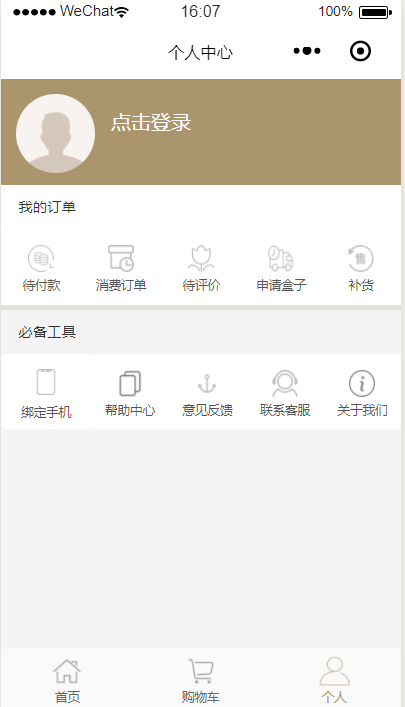 WeChat 16:07 100%
个人中心
点击登录
我的订单
待付款 消费订单 待评价 申请盒子 补货
必备工具
绑定手机 帮助中心 意见反馈 联系客服 关于我们
首页 购物车 个人